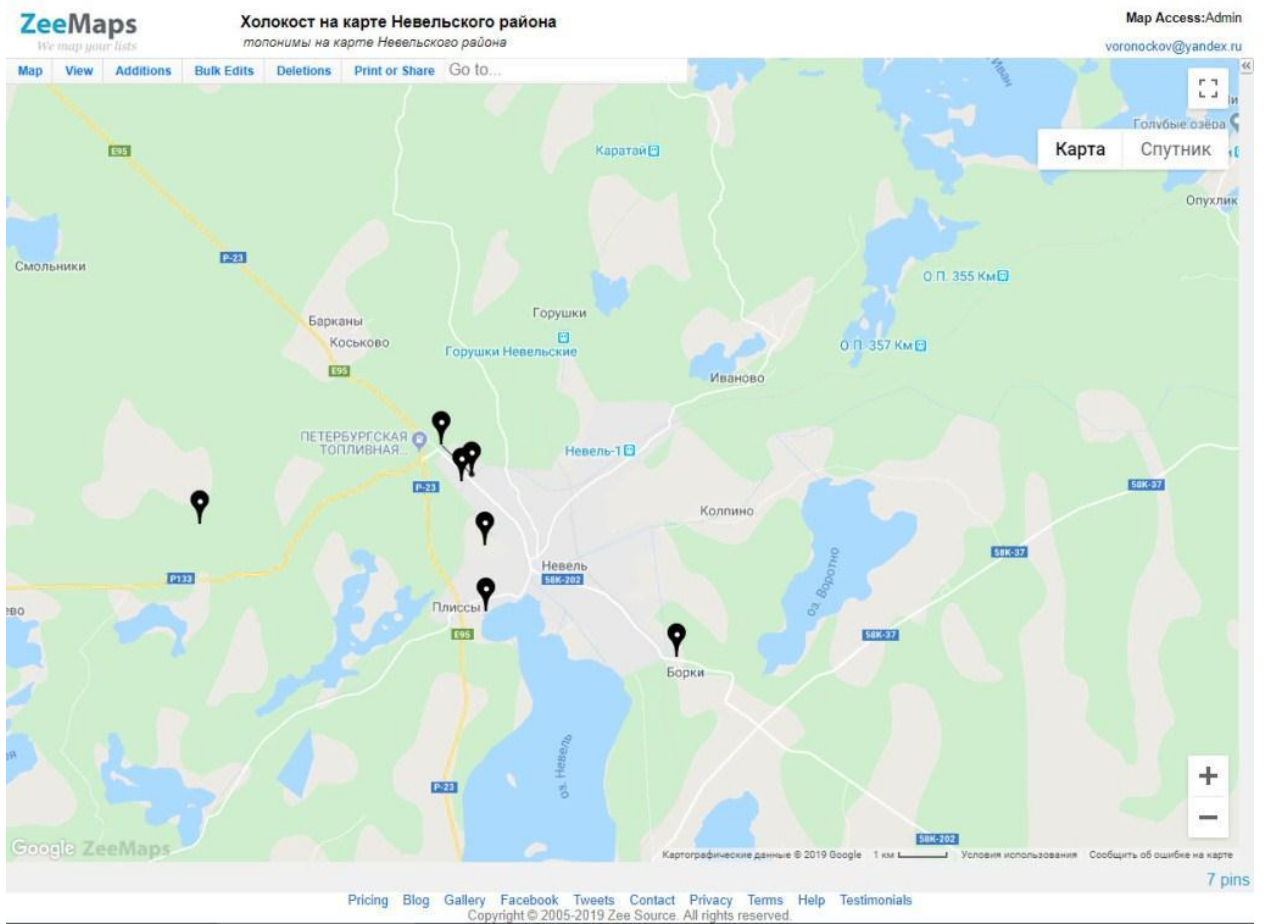 ZeeMaps
We map your lists
Холокост на карте Невельского района
топонимы на карте Невельского района
Map Access:Admin
voronockov@yandex.ru
Map View Additions Bulk Edits Deletions Print or Share Go to...
Иван
Голубые озёра
Карта Спутник
E95
Каратай
Опухлик
Смольники
P-23
О.П. 355 Км
Барканы
Горушки
Коськово
Горушки Невельские
О.П. 357 Км
E95
Иваново
ПЕТЕРБУРГСКАЯ
ТОПЛИВНАЯ...
Невель-1
P-23
58K-37
Колпино
58K-37
Невель
58K-202
P133
оз. Воротно
Плиссы
ево
E95
58K-37
Борки
оз. Невель
P-23
58K-202
Google ZeeMaps
Картографические данные © 2019 Google 1 км Условия использования Сообщить об ошибке на карте
7 pins
Pricing Blog Gallery Facebook Tweets Contact Privacy Terms Help Testimonials
Copyright © 2005-2019 Zee Source. All rights reserved.